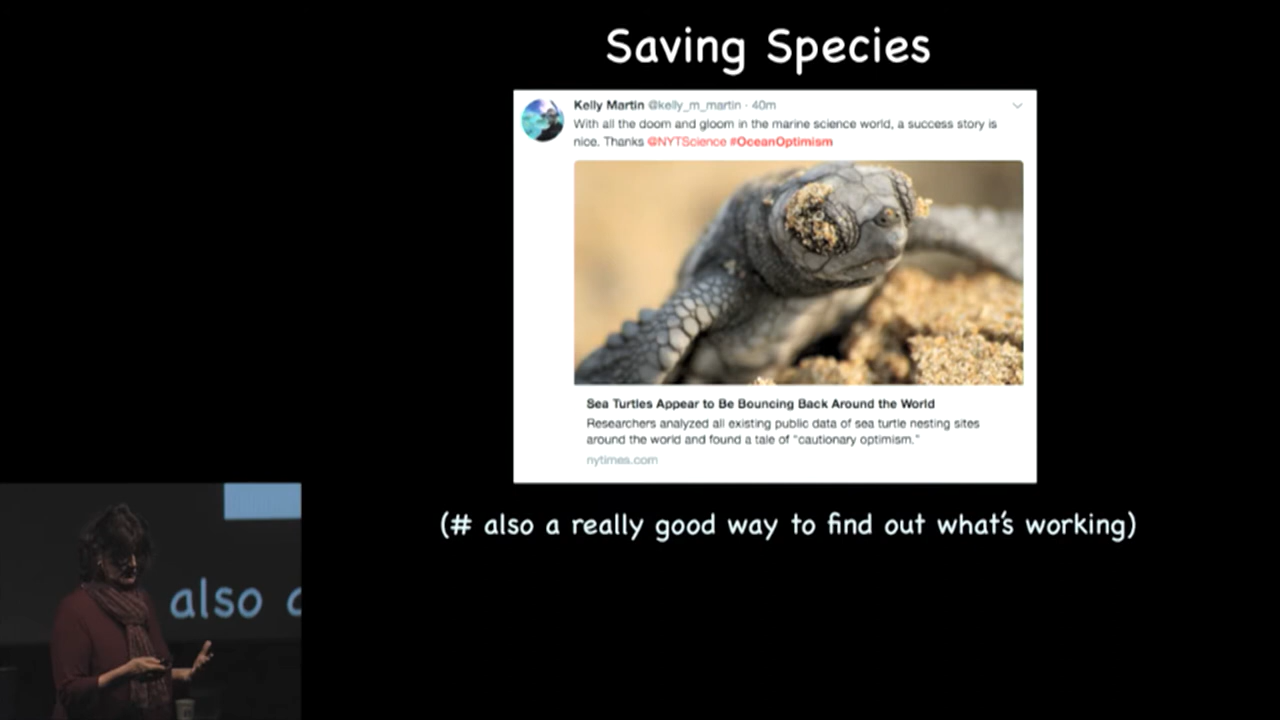 Saving Species
Kelly Martin @kelly_m_martin · 40m
With all the doom and gloom in the marine science world, a success story is
nice. Thanks @NYTScience #OceanOptimism
Sea Turtles Appear to Be Bouncing Back Around the World
Researchers analyzed all existing public data of sea turtle nesting sites
around the world and found a tale of "cautionary optimism."
nytimes.com
(# also a really good way to find out what's working)
also